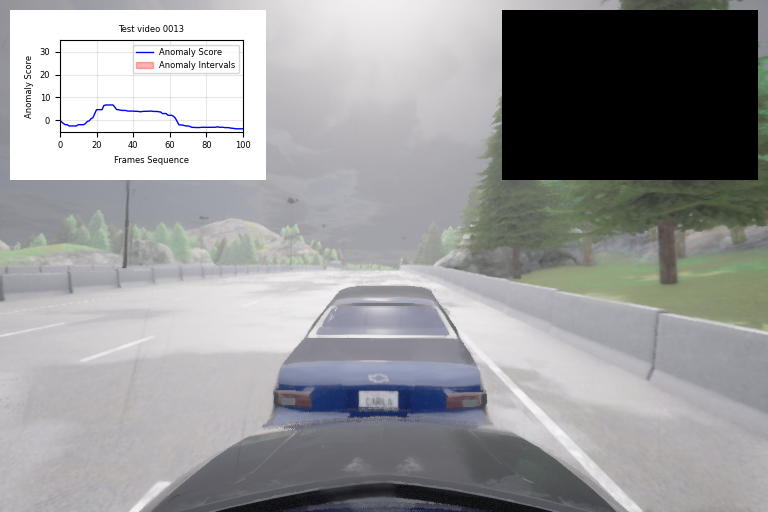 Test video 0013
Anomaly Score
30
20
10
0
Anomaly Score
Anomaly Intervals
0 20 40 60 80 100
Frames Sequence